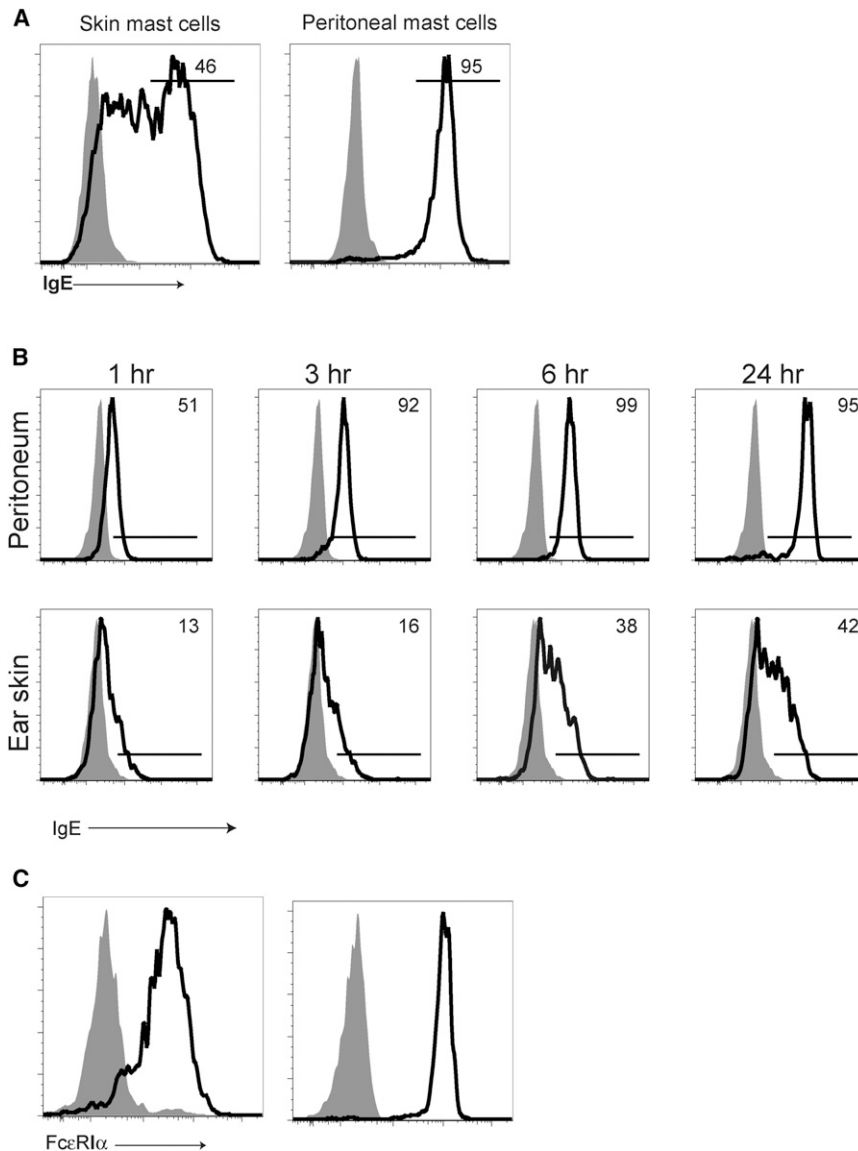 A
Skin mast cells Peritoneal mast cells
46 95
IgE
B
1 hr 3 hr 6 hr 24 hr
Peritoneum
51 92 99 95
Ear skin
13 16 38 42
IgE
C
FcεRIα